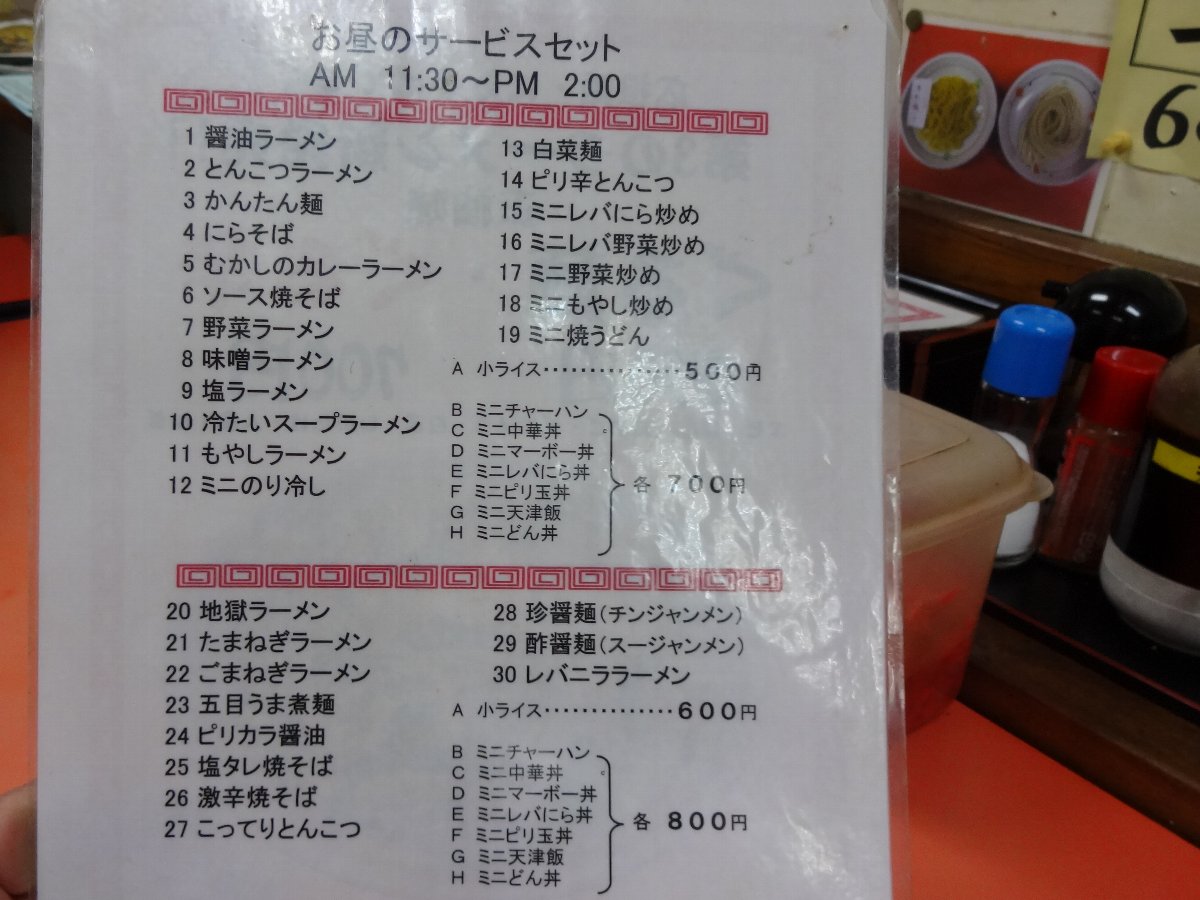 お昼のサービスセット
AM 11:30～PM 2:00
1 醤油ラーメン
2 とんこつラーメン
3 かんたん麺
4 にらそば
5 むかしのカレーラーメン
6 ソース焼そば
7 野菜ラーメン
8 味噌ラーメン
9 塩ラーメン
10 冷たいスープラーメン
11 もやしラーメン
12 ミニのり冷し
13 白菜麺
14 ピリ辛とんこつ
15 ミニレバにら炒め
16 ミニレバ野菜炒め
17 ミニ野菜炒め
18 ミニもやし炒め
19 ミニ焼うどん
A 小ライス‥‥‥‥‥‥‥‥500円
B ミニチャーハン
C ミニ中華丼
D ミニマーボー丼
E ミニレバにら丼
F ミニピリ玉丼
G ミニ天津飯
H ミニどん丼
各 700円
20 地獄ラーメン
21 たまねぎラーメン
22 ごまねぎラーメン
23 五目うま煮麺
24 ピリカラ醤油
25 塩タレ焼そば
26 激辛焼そば
27 こってりとんこつ
28 珍醤麺(チンジャンメン)
29 酢醤麺(スージャンメン)
30 レバニララーメン
A 小ライス‥‥‥‥‥‥‥600円
B ミニチャーハン
C ミニ中華丼
D ミニマーボー丼
E ミニレバにら丼
F ミニピリ玉丼
G ミニ天津飯
H ミニどん丼
各 800円